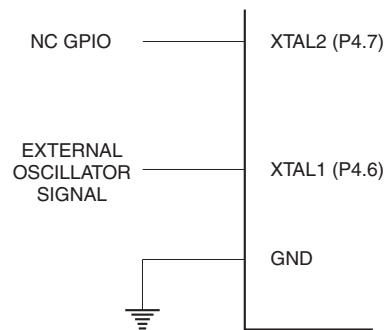 NC GPIO
XTAL2 (P4.7)
EXTERNAL
OSCILLATOR
SIGNAL
XTAL1 (P4.6)
GND